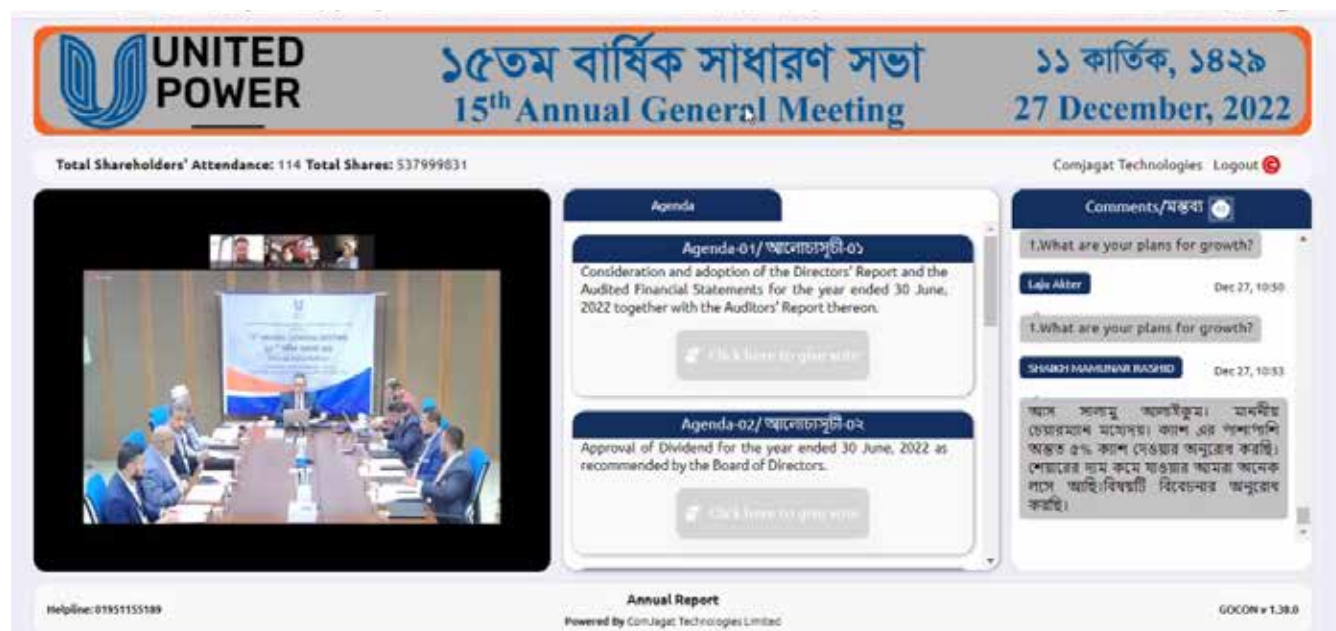 UNITED
POWER
১৫তম বার্ষিক সাধারণ সভা
15th Annual General Meeting
১১ কার্তিক, ১৪২৯
27 December, 2022
Total Shareholders' Attendance: 114 Total Shares: 537999831
Comjagat Technologies Logout
Agenda
Agenda-01/ আলোচ্যসূচী-০১
Consideration and adoption of the Directors' Report and the
Audited Financial Statements for the year ended 30 June,
2022 together with the Auditors' Report thereon.
Click here to give vote
Agenda-02/ আলোচ্যসূচী-০২
Approval of Dividend for the year ended 30 June, 2022 as
recommended by the Board of Directors.
Click here to give vote
Comments/মন্তব্য
1.What are your plans for growth?
Laju Akter Dec 27, 10:50
1.What are your plans for growth?
SHAIKH MAMUNAR RASHID Dec 27, 10:53
আস সালামু আলাইকুম। মাননীয়
চেয়ারম্যান মহোদয়। ক্যাশ এর পাশাপাশি
অন্তত ৫% ক্যাশ দেওয়ার অনুরোধ করছি।
শেয়ারের দাম কমে যাওয়ার আমরা অনেক
লসে আছি।বিষয়টি বিবেচনার অনুরোধ
করছি।
Helpline: 01951155189
Annual Report
Powered By ComJagat Technologies Limited
GOCON v 1.38.0